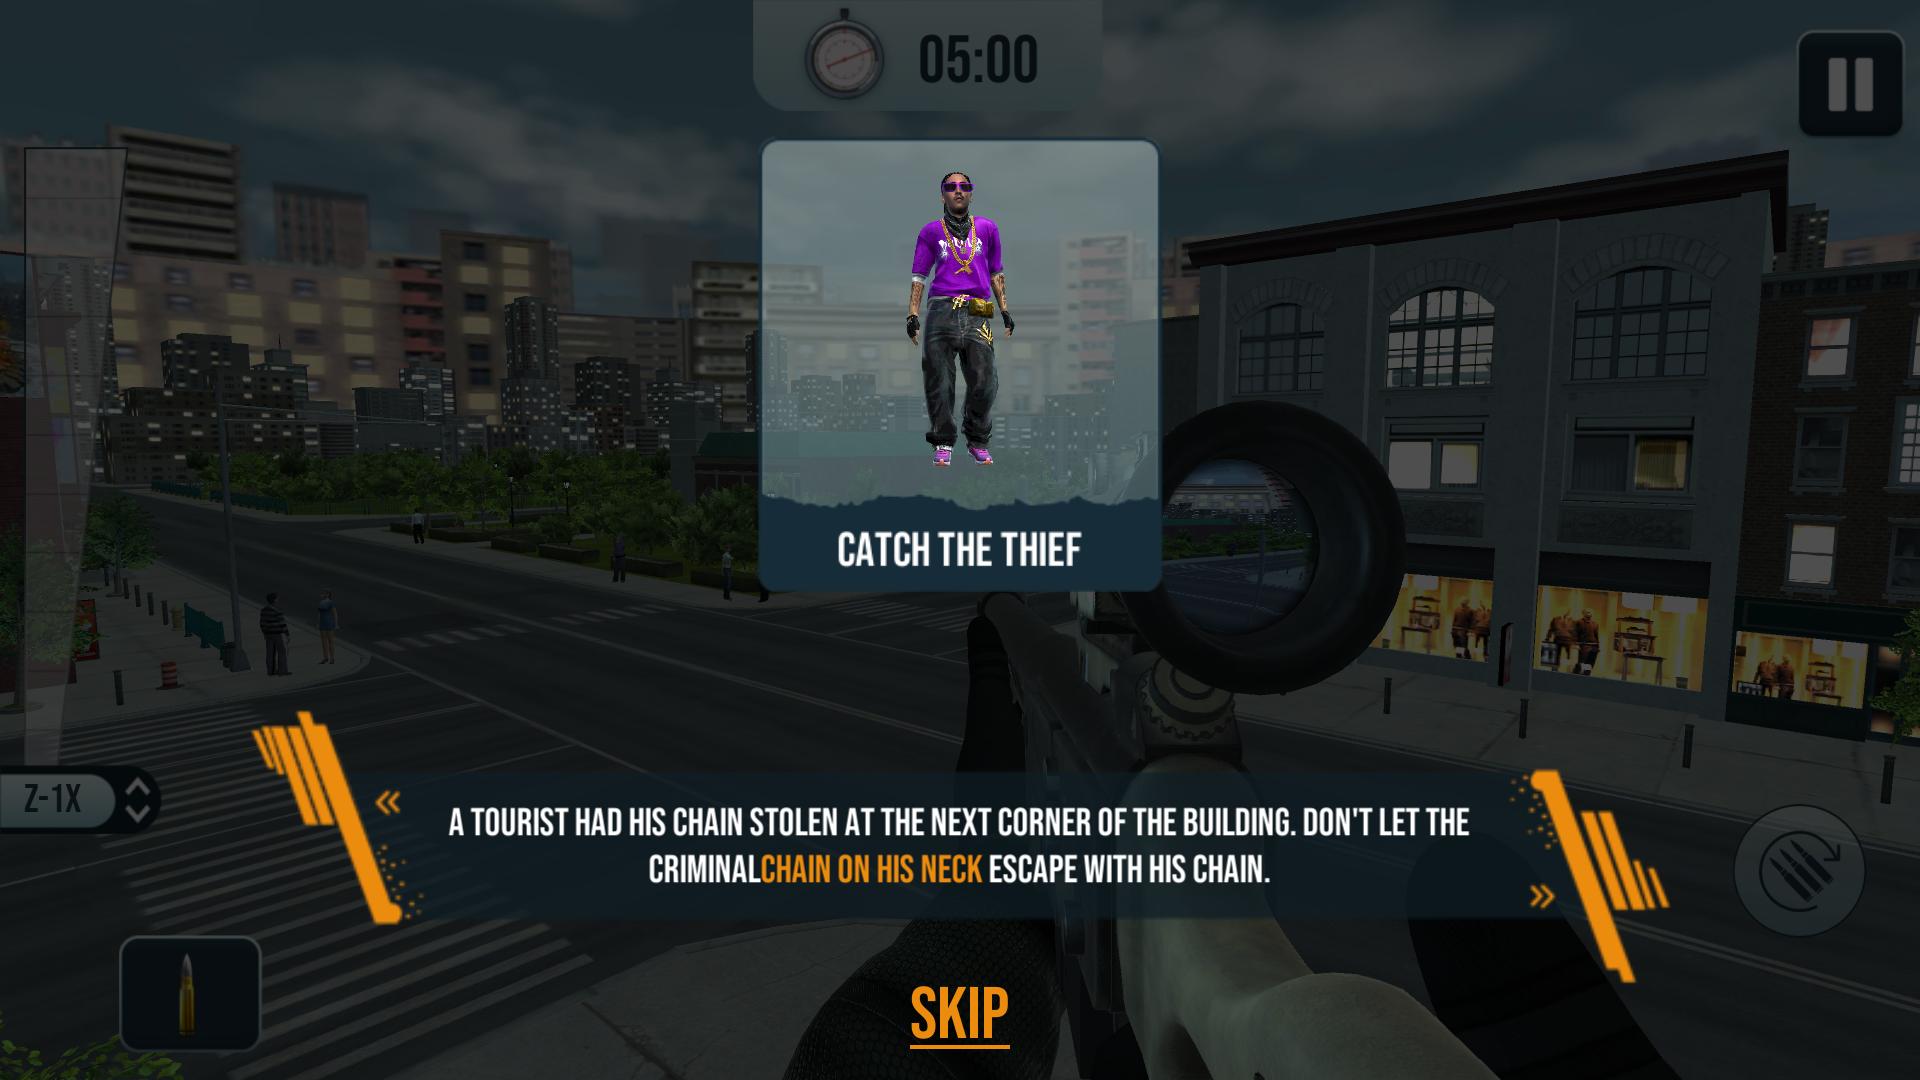 05:00
CATCH THE THIEF
Z-1X
A TOURIST HAD HIS CHAIN STOLEN AT THE NEXT CORNER OF THE BUILDING. DON'T LET THE
CRIMINALCHAIN ON HIS NECK ESCAPE WITH HIS CHAIN.
SKIP